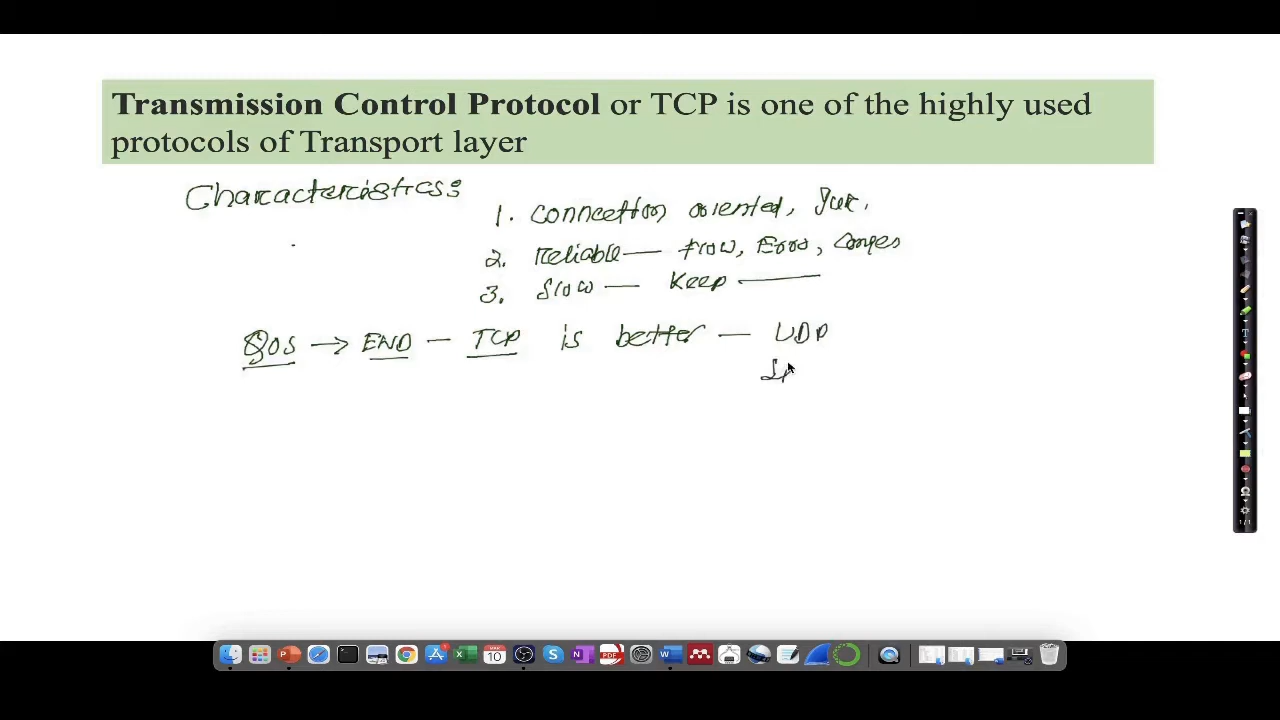 Transmission Control Protocol or TCP is one of the highly used
protocols of Transport layer
Characteristics:
1. Connection oriented,
2. Reliable — flow, Error, Conges
3. Slow — Keep —
QOS → END — TCP is better — UDP